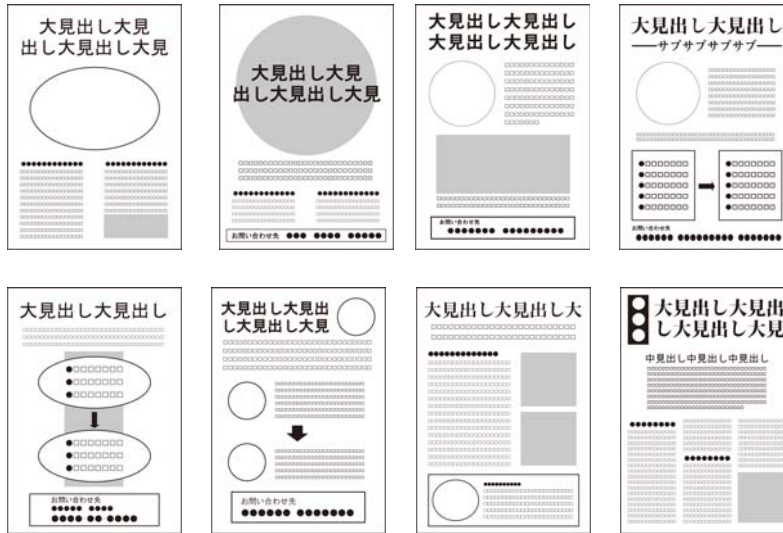 大見出し大見
出し大見出し大見
大見出し大見
出し大見出し大見
お問い合わせ先
大見出し大見出し
大見出し大見出し
お問い合わせ先
大見出し大見出し
サブサブサブサブ
お問い合わせ先
大見出し大見出し
お問い合わせ先
大見出し大見出
し大見出し大見
お問い合わせ先
大見出し大見出し大
大見出し大見出
し大見出し大見
中見出し中見出し中見出し